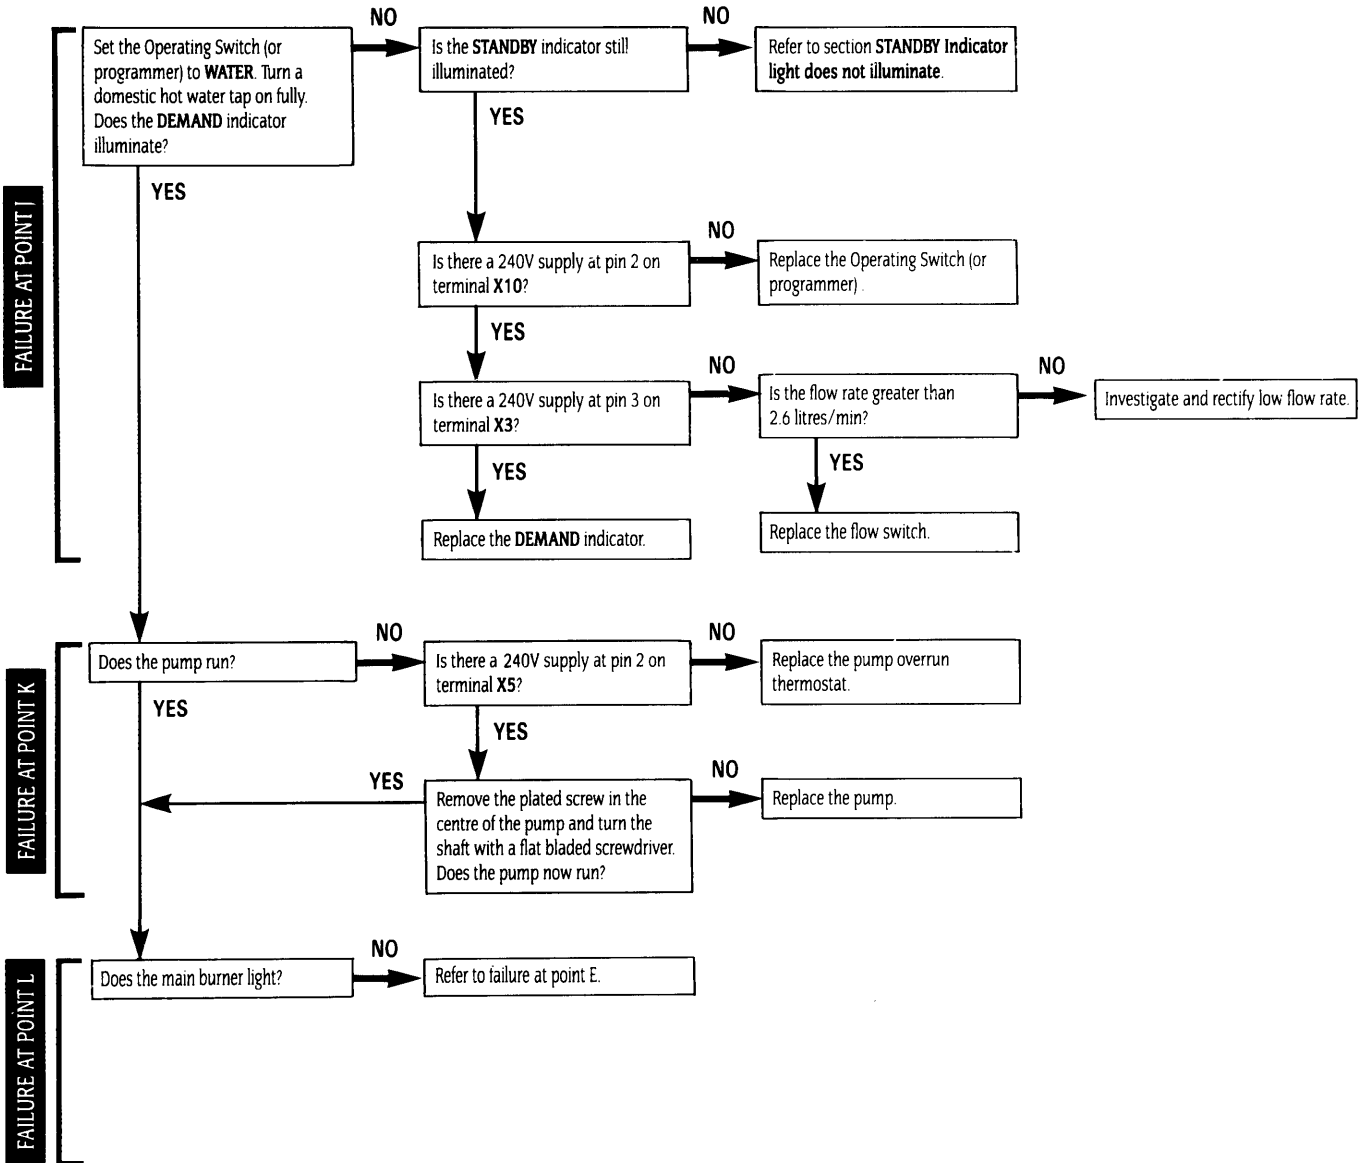 FAILURE AT POINT J
Set the Operating Switch (or
programmer) to WATER. Turn a
domestic hot water tap on fully.
Does the DEMAND indicator
illuminate?
NO
Is the STANDBY indicator still
illuminated?
NO
Refer to section STANDBY Indicator
light does not illuminate.
YES
YES
Is there a 240V supply at pin 2 on
terminal X10?
NO
Replace the Operating Switch (or
programmer).
YES
Is there a 240V supply at pin 3 on
terminal X3?
NO
Is the flow rate greater than
2.6 litres/min?
NO
Investigate and rectify low flow rate.
YES
YES
Replace the DEMAND indicator.
Replace the flow switch.
FAILURE AT POINT K
Does the pump run?
NO
Is there a 240V supply at pin 2 on
terminal X5?
NO
Replace the pump overrun
thermostat.
YES
YES
YES
Remove the plated screw in the
centre of the pump and turn the
shaft with a flat bladed screwdriver.
Does the pump now run?
NO
Replace the pump.
FAILURE AT POINT L
Does the main burner light?
NO
Refer to failure at point E.